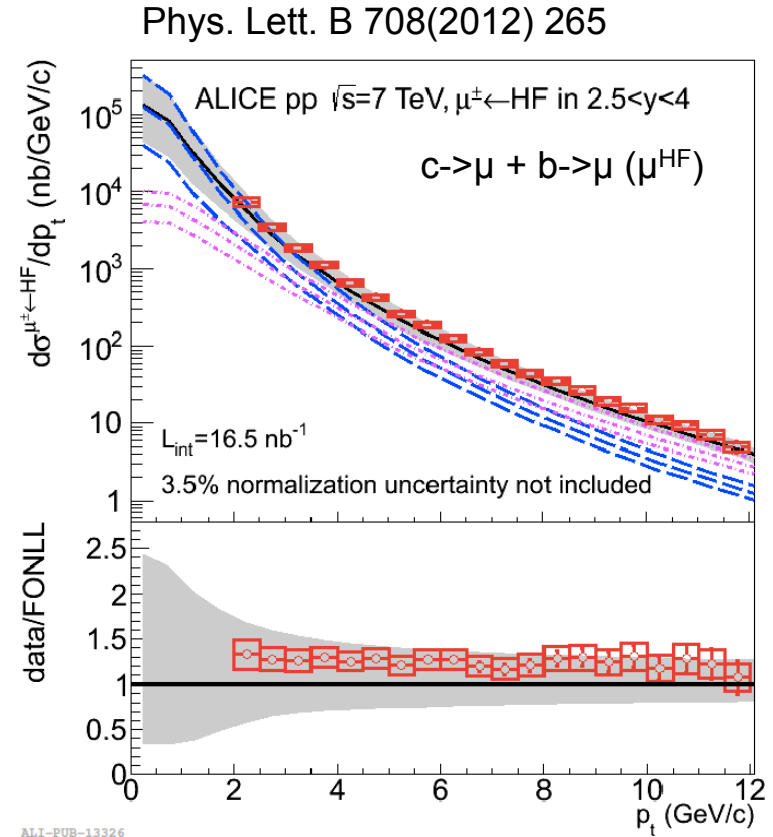 Phys. Lett. B 708(2012) 265
ALICE pp √s=7 TeV, μ±←HF in 2.5<y<4
c->μ + b->μ (μHF)
dσμ±←HF/dpt (nb/GeV/c)
10⁵
10⁴
10³
10²
10
1
Lint=16.5 nb⁻¹
3.5% normalization uncertainty not included
data/FONLL
2.5
2
1.5
1
0.5
0
0 2 4 6 8 10 12
pt (GeV/c)
ALI-PUB-13326